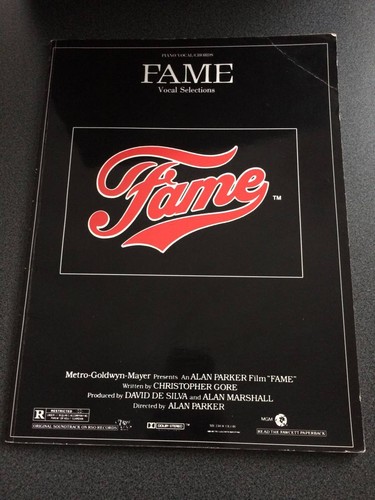 PIANO/VOCAL/CHORDS
FAME
Vocal Selections
Fame TM
Metro-Goldwyn-Mayer Presents An ALAN PARKER Film "FAME"
Written by CHRISTOPHER GORE
Produced by DAVID DE SILVA and ALAN MARSHALL
Directed by ALAN PARKER
R RESTRICTED
DOLBY STEREO
MGM
ORIGINAL SOUNDTRACK ON RSO RECORDS
READ THE FAWCETT PAPERBACK